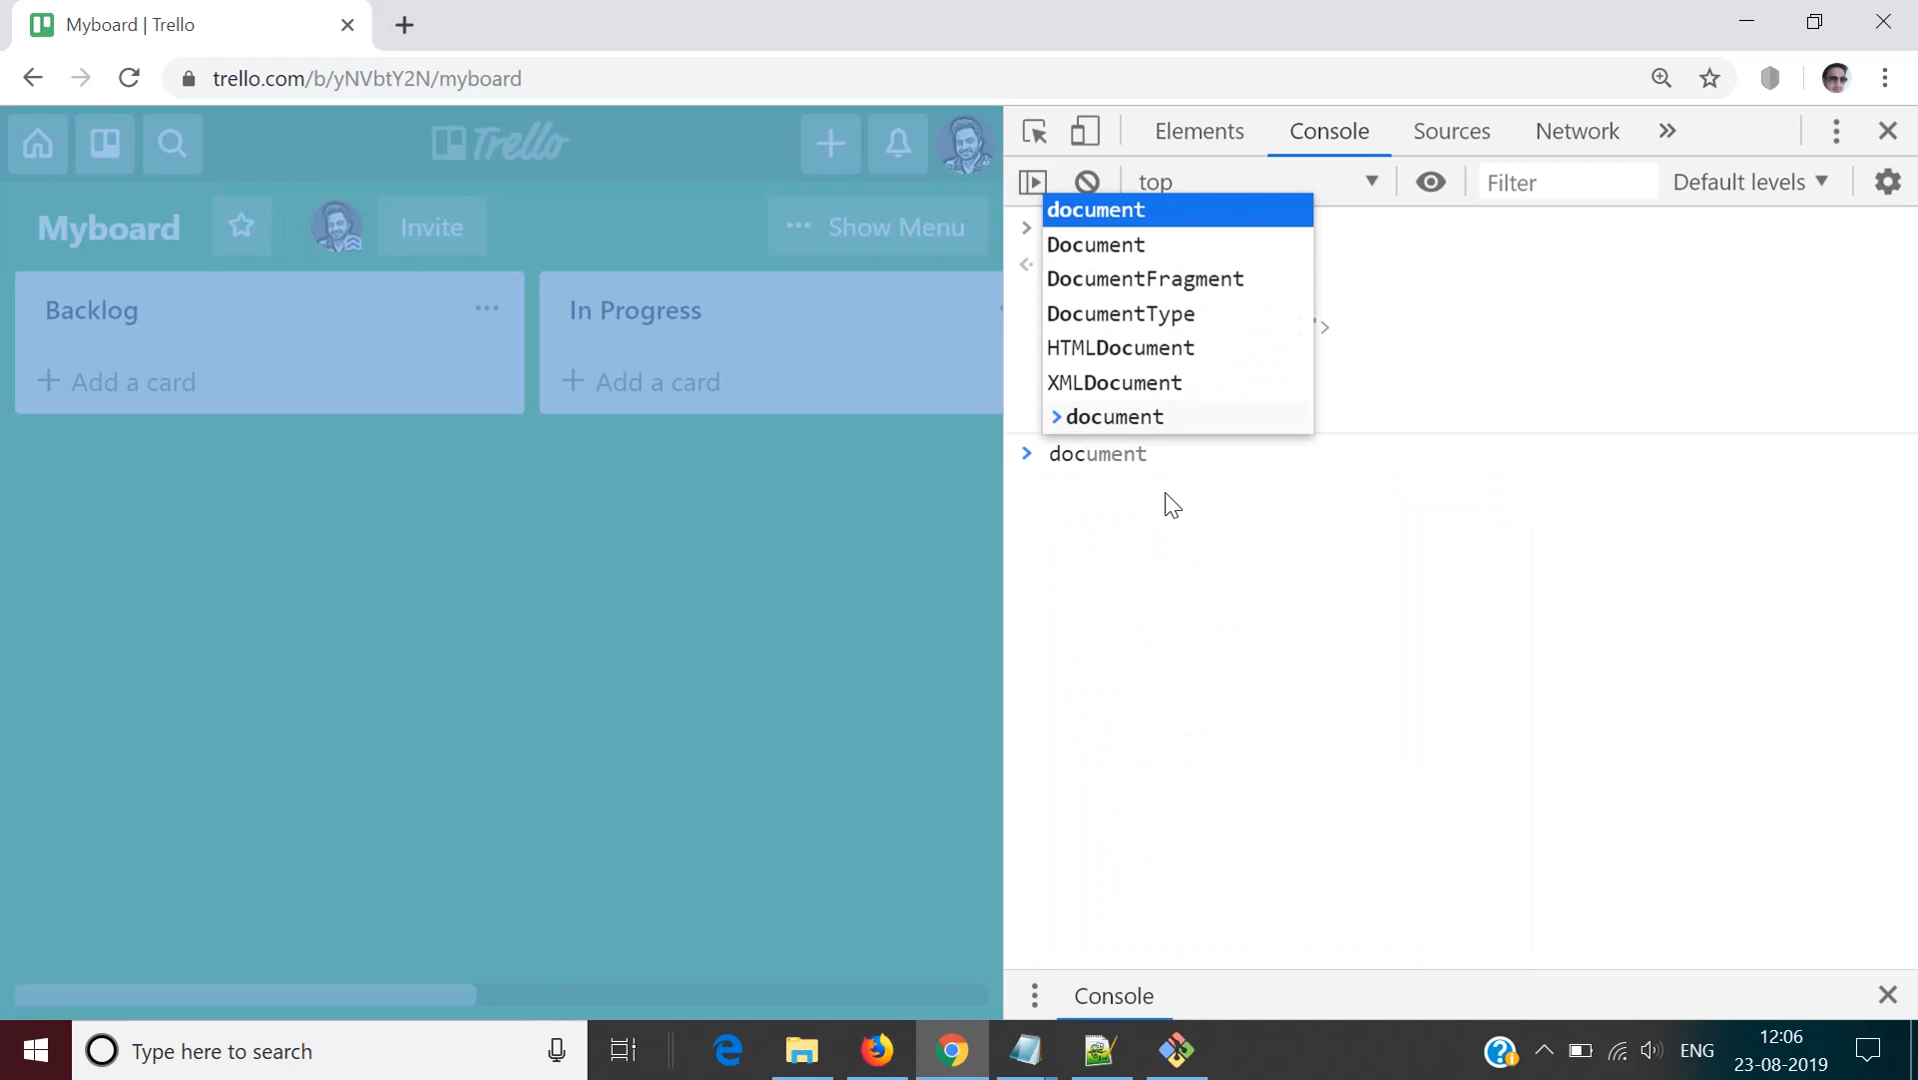 Myboard | Trello
trello.com/b/yNVbtY2N/myboard
Trello
Elements Console Sources Network »
top Filter Default levels
Myboard Invite ··· Show Menu
Backlog ···
+ Add a card
In Progress
+ Add a card
document
Document
DocumentFragment
DocumentType
HTMLDocument
XMLDocument
> document
">
> document
Console
Type here to search
ENG
12:06
23-08-2019